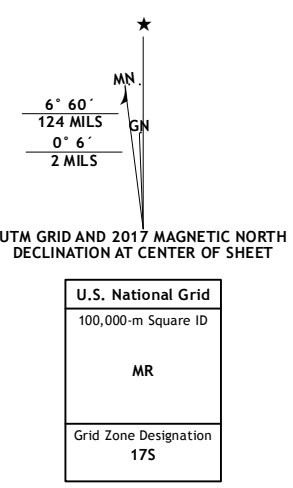 ★
MN
6° 60´
124 MILS
GN
0° 6´
2 MILS
UTM GRID AND 2017 MAGNETIC NORTH
DECLINATION AT CENTER OF SHEET
U.S. National Grid
100,000-m Square ID
MR
Grid Zone Designation
17S